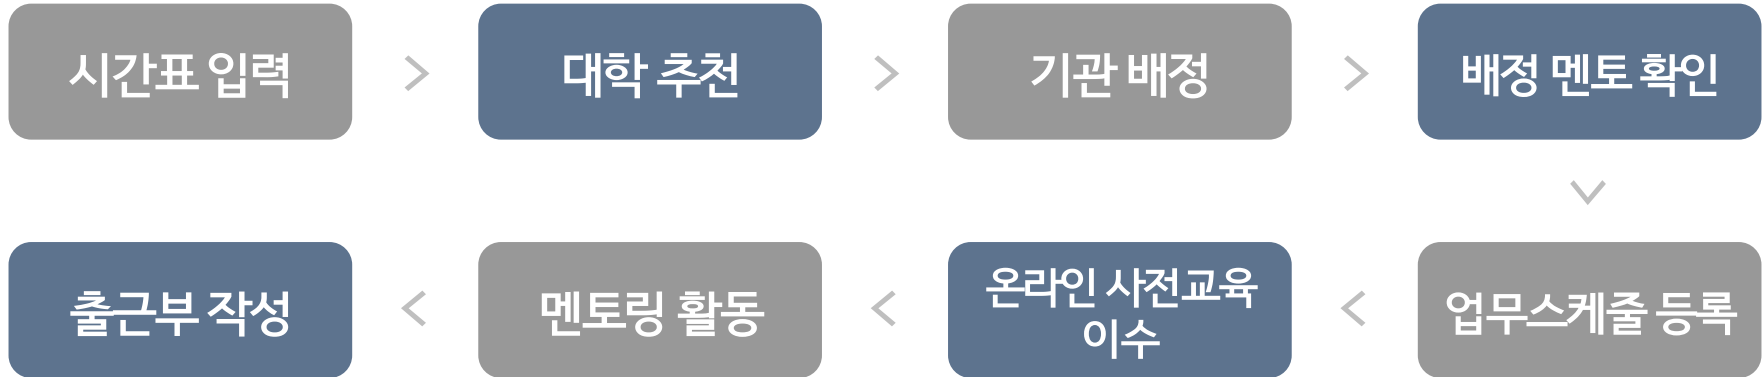 시간표 입력
대학 추천
기관 배정
배정 멘토 확인
업무스케줄 등록
온라인 사전교육
이수
멘토링 활동
출근부 작성